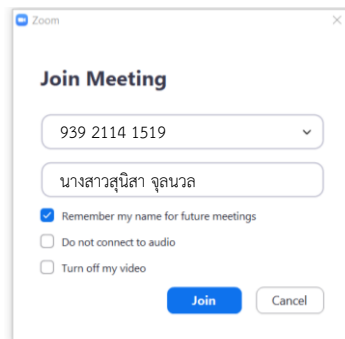 Zoom
Join Meeting
939 2114 1519
นางสาวสุนิสา จุลนวล
Remember my name for future meetings
Do not connect to audio
Turn off my video
Join Cancel